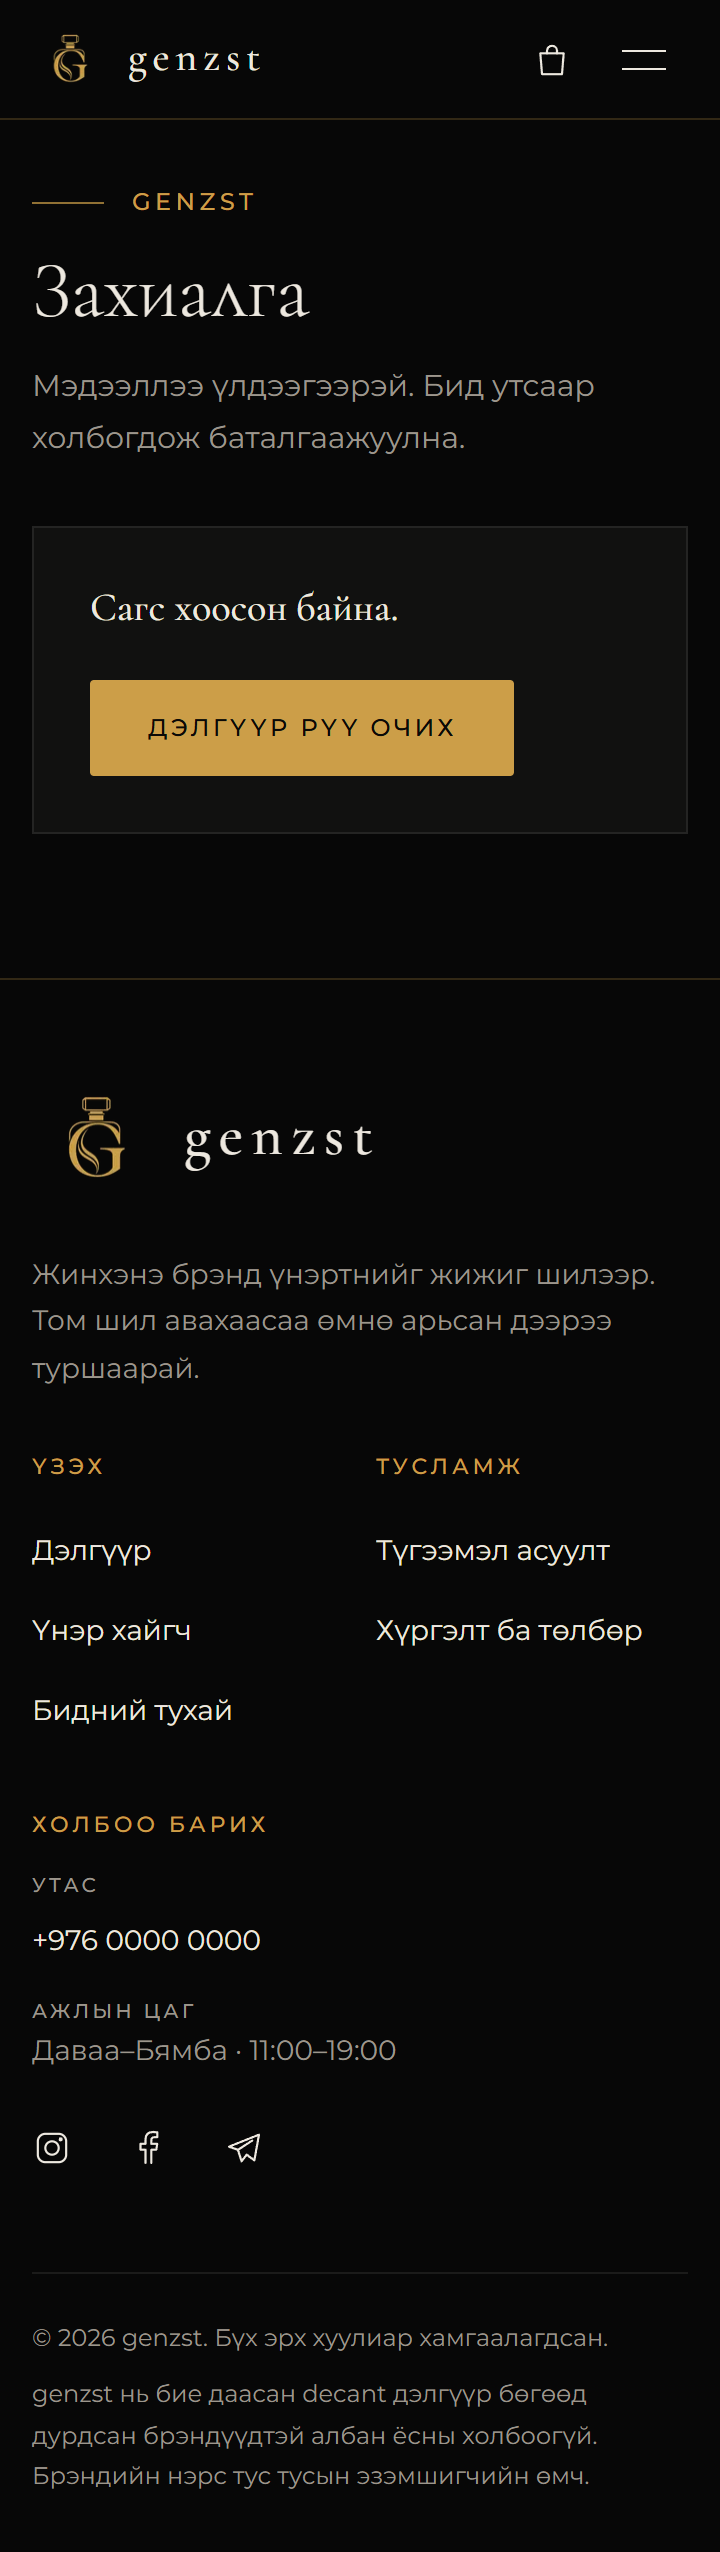 genzst
GENZST
Захиалга
Мэдээллээ үлдээгээрэй. Бид утсаар
холбогдож баталгаажуулна.
Сагс хоосон байна.
ДЭЛГҮҮР РҮҮ ОЧИХ
genzst
Жинхэнэ брэнд үнэртнийг жижиг шилээр.
Том шил авахаасаа өмнө арьсан дээрээ
туршаарай.
ҮЗЭХ
Дэлгүүр
Үнэр хайгч
Бидний тухай
ТУСЛАМЖ
Түгээмэл асуулт
Хүргэлт ба төлбөр
ХОЛБОО БАРИХ
УТАС
+976 0000 0000
АЖЛЫН ЦАГ
Даваа–Бямба · 11:00–19:00
© 2026 genzst. Бүх эрх хуулиар хамгаалагдсан.
genzst нь бие даасан decant дэлгүүр бөгөөд
дурдсан брэндүүдтэй албан ёсны холбоогүй.
Брэндийн нэрс тус тусын эзэмшигчийн өмч.